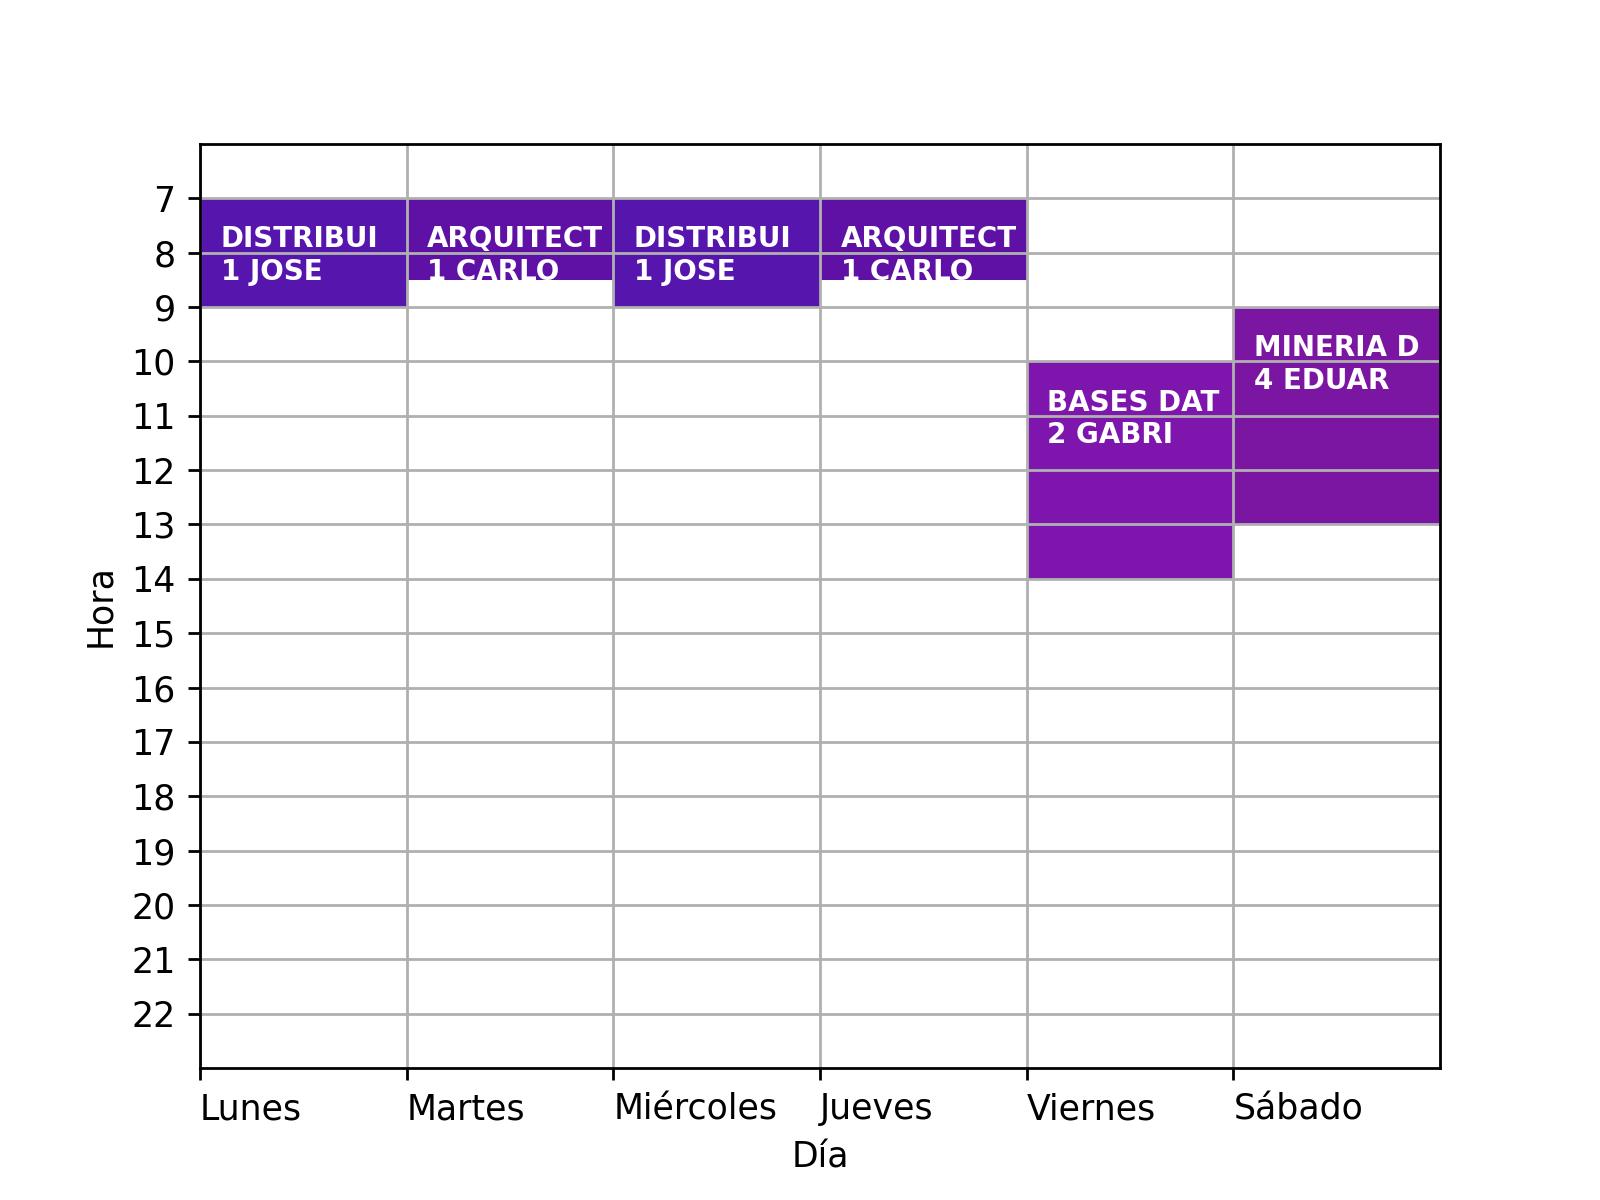 7
8
9
10
11
12
13
14
15
16
17
18
19
20
21
22
Hora
DISTRIBUI
1 JOSE
ARQUITECT
1 CARLO
DISTRIBUI
1 JOSE
ARQUITECT
1 CARLO
BASES DAT
2 GABRI
MINERIA D
4 EDUAR
Lunes
Martes
Miércoles
Jueves
Viernes
Sábado
Día